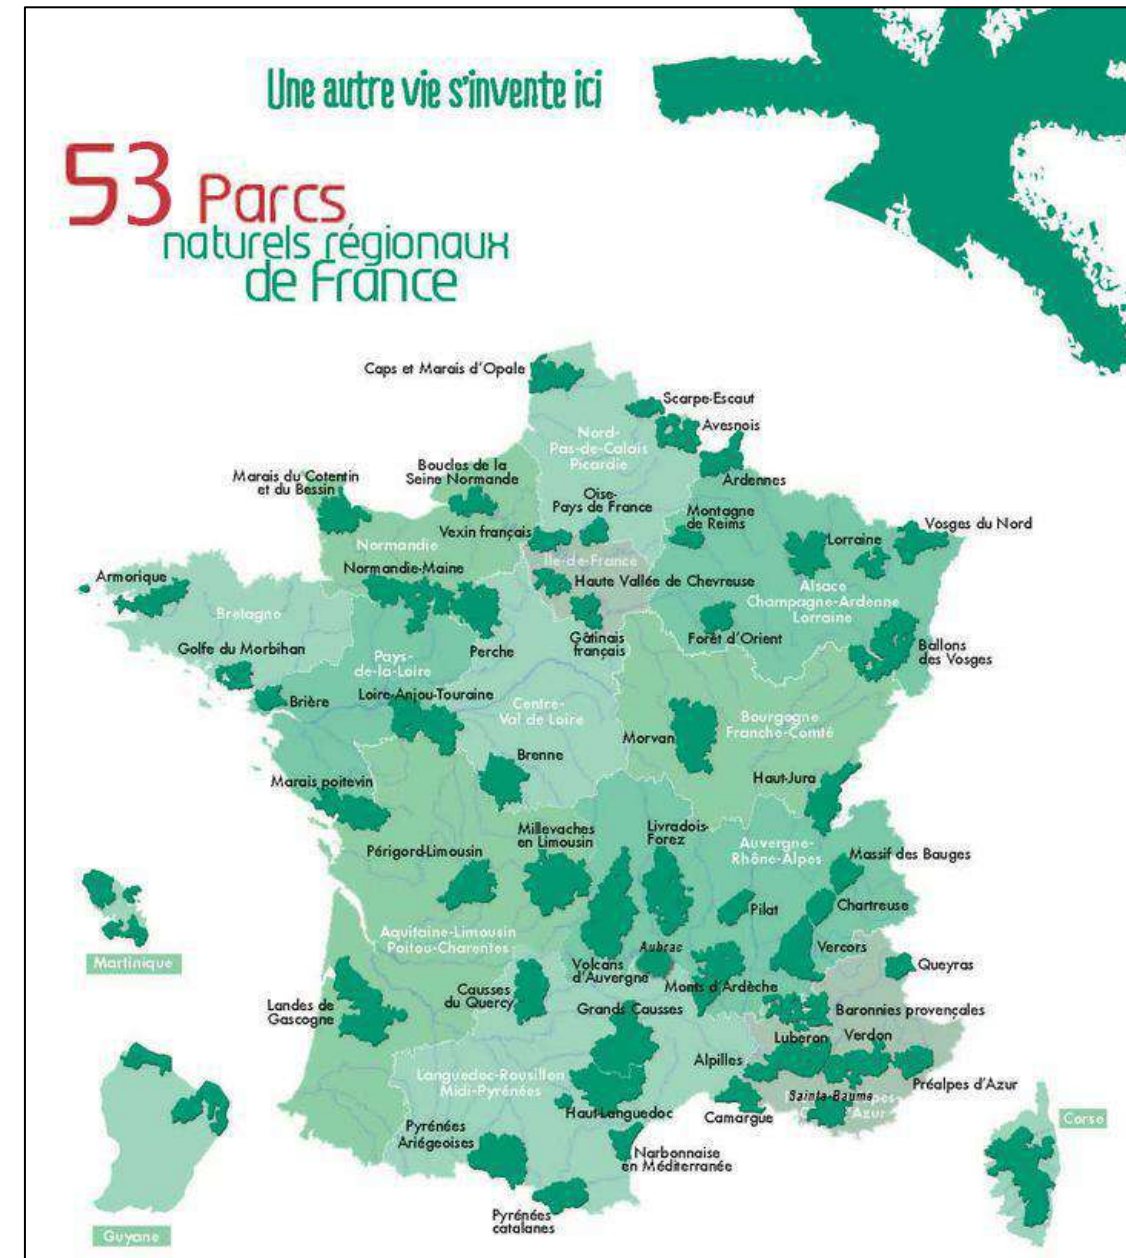 Une autre vie s'invente ici
53 Parcs
naturels régionaux
de France
Caps et Marais d'Opale
Scarpe-Escaut
Avesnois
Nord-
Pas-de-Calais
Picardie
Ardennes
Marais du Cotentin
et du Bessin
Boucles de la
Seine Normande
Oise-
Pays de France
Montagne
de Reims
Vosges du Nord
Vexin français
Lorraine
Normandie
Ile-de-France
Normandie-Maine
Haute Vallée de Chevreuse
Armorique
Alsace
Champagne-Ardenne
Lorraine
Bretagne
Golfe du Morbihan
Perche
Gâtinais
français
Forêt d'Orient
Ballons
des Vosges
Pays-
de-la-Loire
Brière
Loire-Anjou-Touraine
Centre-
Val de Loire
Morvan
Bourgogne
Franche-Comté
Brenne
Haut-Jura
Marais poitevin
Millevaches
en Limousin
Livradois-
Forez
Auvergne-
Rhône-Alpes
Périgord-Limousin
Massif des Bauges
Chartreuse
Pilat
Aquitaine-Limousin
Poitou-Charentes
Aubrac
Vercors
Martinique
Volcans
d'Auvergne
Queyras
Causses
du Quercy
Monts d'Ardèche
Landes de
Gascogne
Grands Causses
Baronnies provençales
Luberon
Verdon
Alpilles
Languedoc-Rousillon
Midi-Pyrénées
Préalpes d'Azur
Sainte-Baume
Haut-Languedoc
Camargue
Azur
Corse
Pyrénées
Ariégeoises
Narbonnaise
en Méditerranée
Pyrénées
catalanes
Guyane